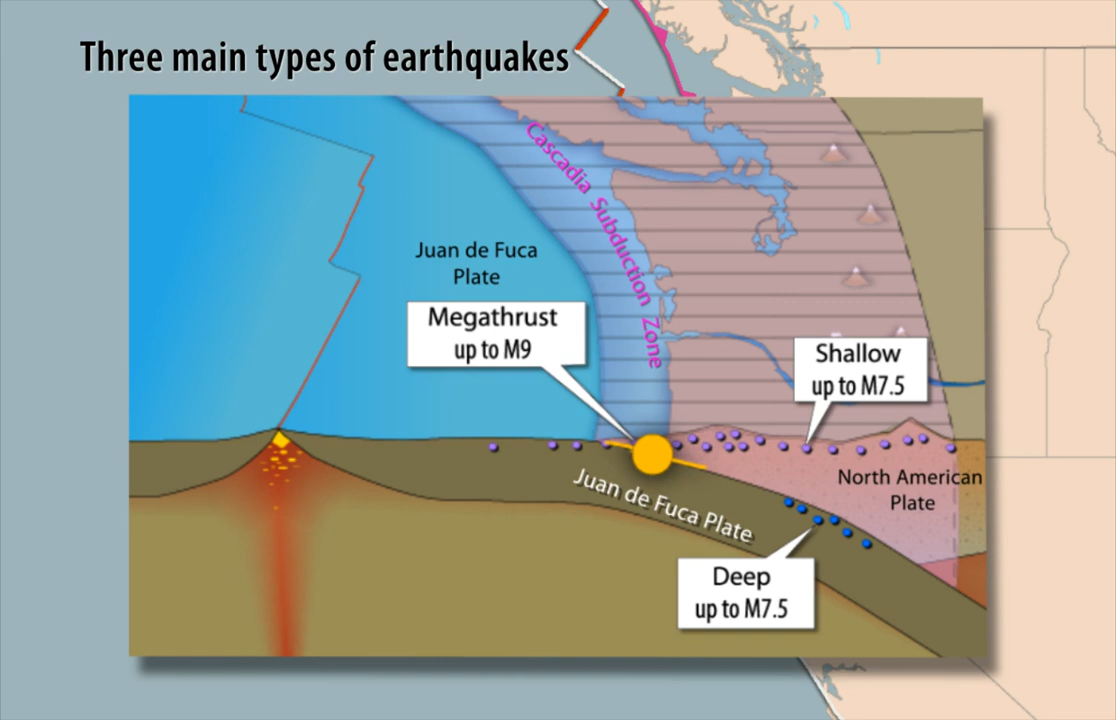 Three main types of earthquakes
Cascadia Subduction Zone
Juan de Fuca
Plate
Megathrust
up to M9
Shallow
up to M7.5
North American
Plate
Juan de Fuca Plate
Deep
up to M7.5